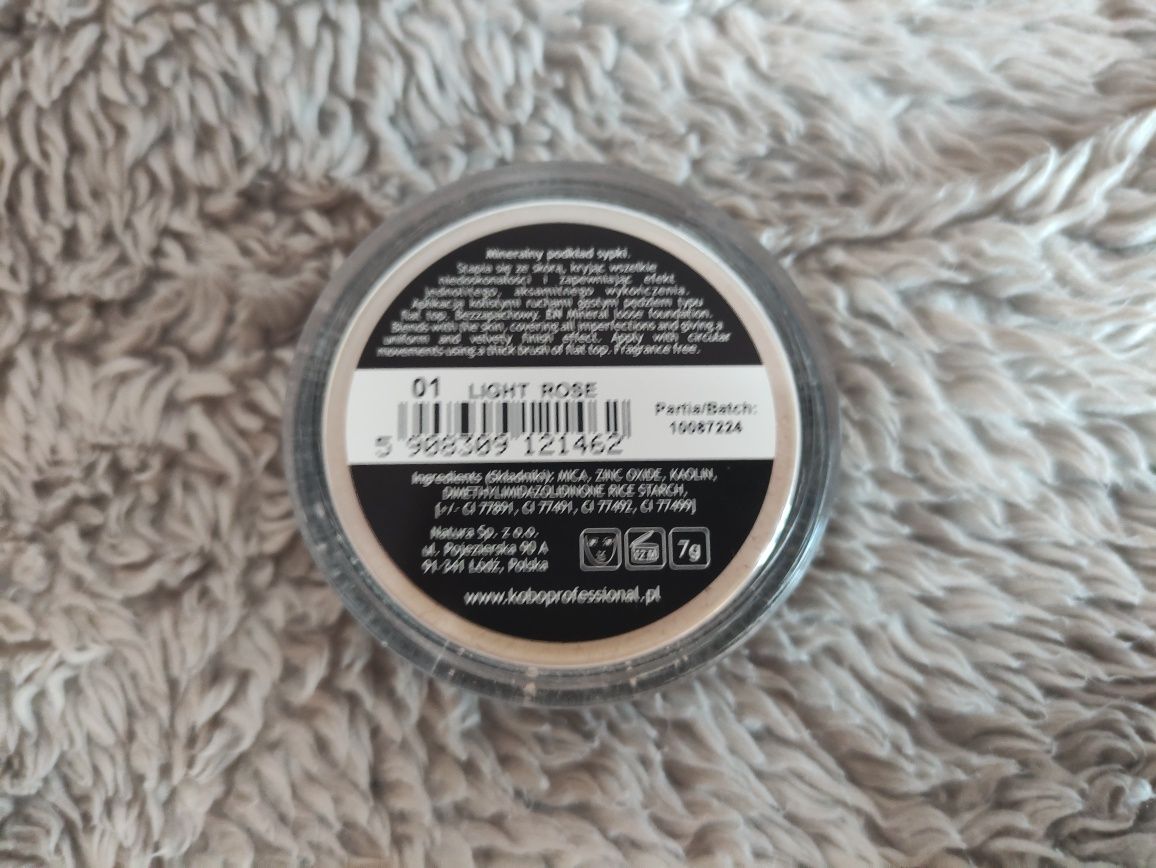 Mineralny podkład sypki.
Stapia się ze skórą, kryjąc wszelkie
niedoskonałości i zapewniając efekt
jednolitego, aksamitnego wykończenia.
Aplikacja kolistymi ruchami gęstym pędzlem typu
flat top. Bezzapachowy. EN Mineral loose foundation.
Blends with the skin, covering all imperfections and giving a
uniform and velvety finish effect. Apply with circular
movements using a thick brush of flat top. Fragrance free.
01 LIGHT ROSE
Partia/Batch:
10087224
5 908309 121462
Ingredients (Składniki): MICA, ZINC OXIDE, KAOLIN,
DIMETHYLIMIDAZOLIDINONE RICE STARCH,
[+/- CI 77891, CI 77491, CI 77492, CI 77499]
Natura Sp. z o.o.
ul. Pojezierska 90 A
91-341 Łódź, Polska
12 M
7g
www.koboprofessional.pl